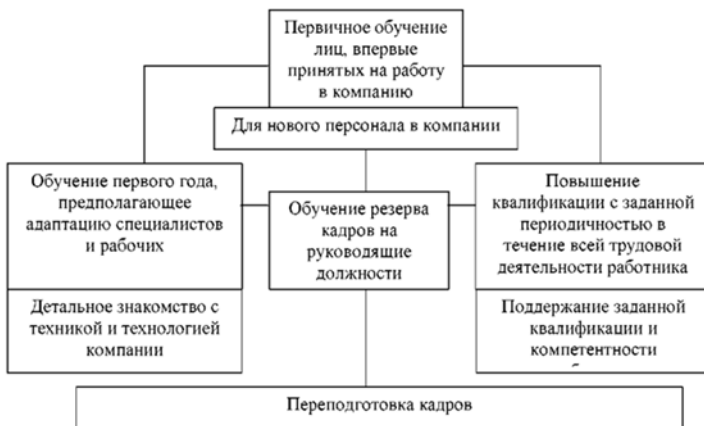 Первичное обучение
лиц, впервые
принятых на работу
в компанию
Для нового персонала в компании
Обучение первого года,
предполагающее
адаптацию специалистов
и рабочих
Детальное знакомство с
техникой и технологией
компании
Обучение резерва
кадров на
руководящие
должности
Повышение
квалификации с заданной
периодичностью в
течение всей трудовой
деятельности работника
Поддержание заданной
квалификации и
компетентности
Переподготовка кадров